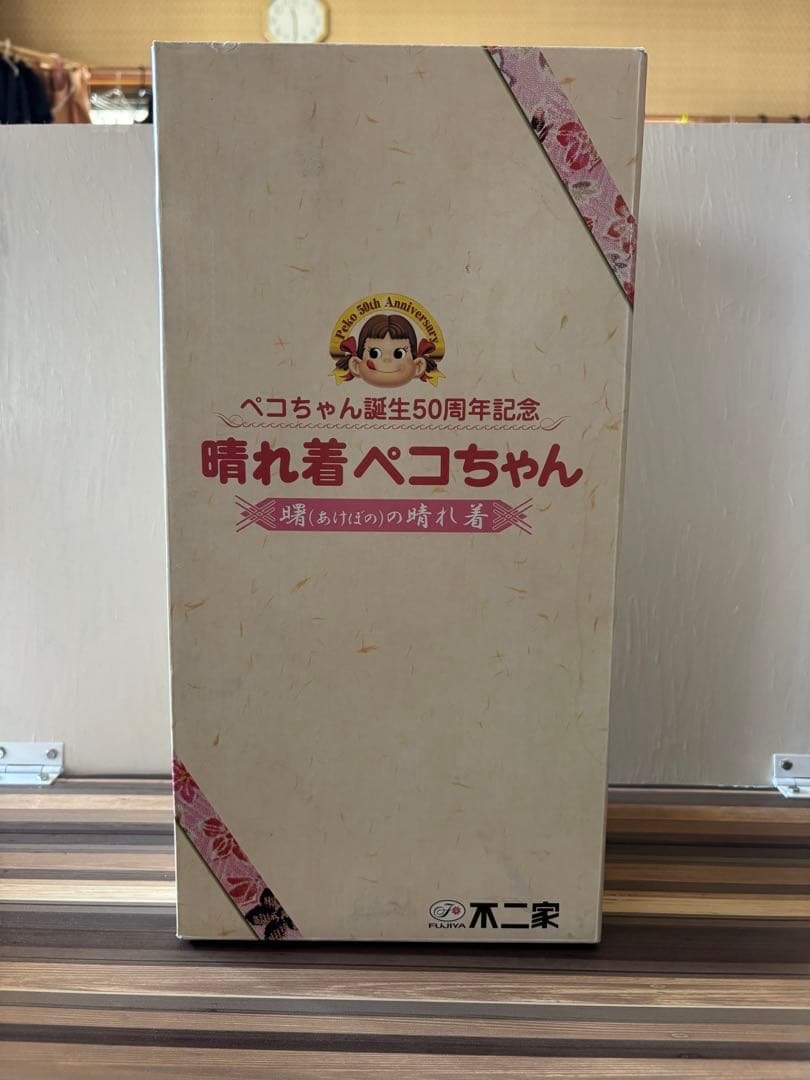 Peko 50th Anniversary
ペコちゃん誕生50周年記念
晴れ着ペコちゃん
曙(あけぼの)の晴れ着
FUJIYA 不二家